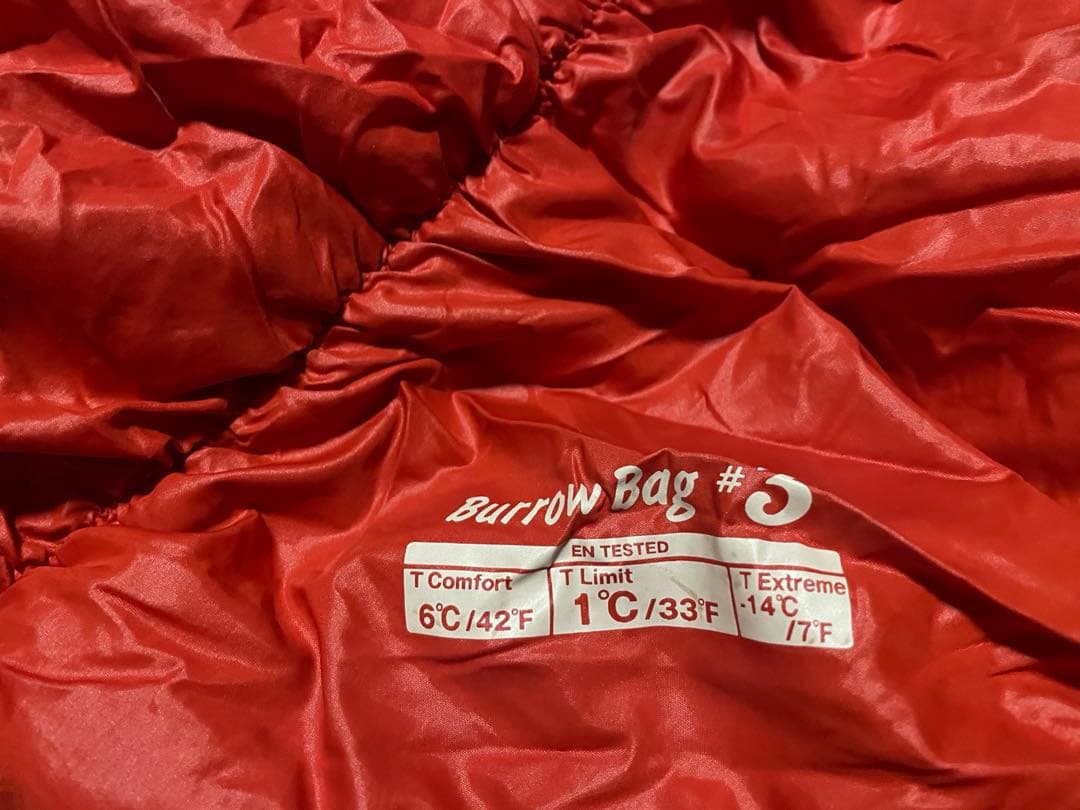 Burrow Bag #3
EN TESTED
T Comfort
6℃/42°F
T Limit
1℃/33°F
T Extreme
-14℃
/7°F